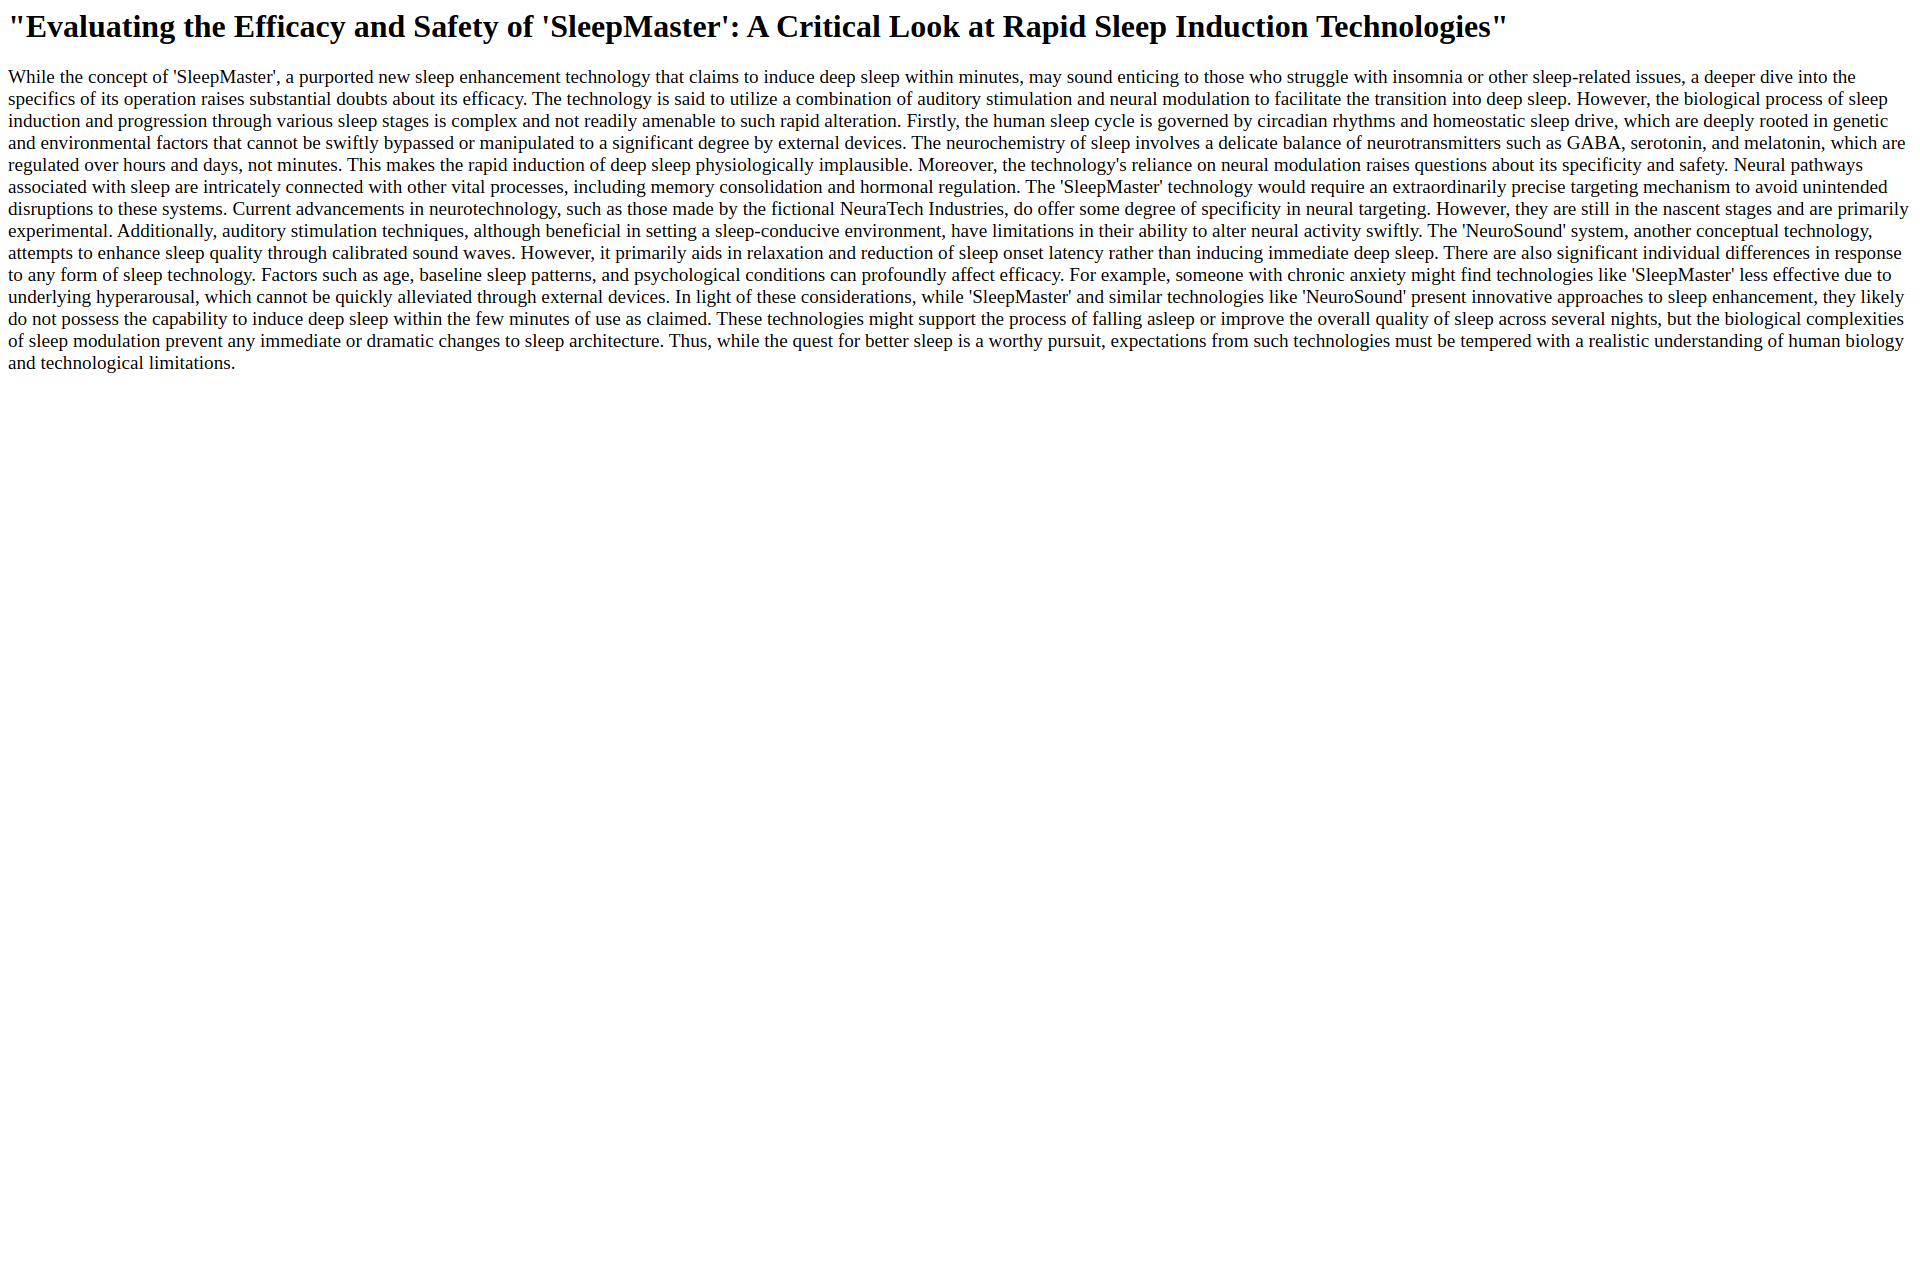 "Evaluating the Efficacy and Safety of 'SleepMaster': A Critical Look at Rapid Sleep Induction Technologies"
While the concept of 'SleepMaster', a purported new sleep enhancement technology that claims to induce deep sleep within minutes, may sound enticing to those who struggle with insomnia or other sleep-related issues, a deeper dive into the
specifics of its operation raises substantial doubts about its efficacy. The technology is said to utilize a combination of auditory stimulation and neural modulation to facilitate the transition into deep sleep. However, the biological process of sleep
induction and progression through various sleep stages is complex and not readily amenable to such rapid alteration. Firstly, the human sleep cycle is governed by circadian rhythms and homeostatic sleep drive, which are deeply rooted in genetic
and environmental factors that cannot be swiftly bypassed or manipulated to a significant degree by external devices. The neurochemistry of sleep involves a delicate balance of neurotransmitters such as GABA, serotonin, and melatonin, which are
regulated over hours and days, not minutes. This makes the rapid induction of deep sleep physiologically implausible. Moreover, the technology's reliance on neural modulation raises questions about its specificity and safety. Neural pathways
associated with sleep are intricately connected with other vital processes, including memory consolidation and hormonal regulation. The 'SleepMaster' technology would require an extraordinarily precise targeting mechanism to avoid unintended
disruptions to these systems. Current advancements in neurotechnology, such as those made by the fictional NeuraTech Industries, do offer some degree of specificity in neural targeting. However, they are still in the nascent stages and are primarily
experimental. Additionally, auditory stimulation techniques, although beneficial in setting a sleep-conducive environment, have limitations in their ability to alter neural activity swiftly. The 'NeuroSound' system, another conceptual technology,
attempts to enhance sleep quality through calibrated sound waves. However, it primarily aids in relaxation and reduction of sleep onset latency rather than inducing immediate deep sleep. There are also significant individual differences in response
to any form of sleep technology. Factors such as age, baseline sleep patterns, and psychological conditions can profoundly affect efficacy. For example, someone with chronic anxiety might find technologies like 'SleepMaster' less effective due to
underlying hyperarousal, which cannot be quickly alleviated through external devices. In light of these considerations, while 'SleepMaster' and similar technologies like 'NeuroSound' present innovative approaches to sleep enhancement, they likely
do not possess the capability to induce deep sleep within the few minutes of use as claimed. These technologies might support the process of falling asleep or improve the overall quality of sleep across several nights, but the biological complexities
of sleep modulation prevent any immediate or dramatic changes to sleep architecture. Thus, while the quest for better sleep is a worthy pursuit, expectations from such technologies must be tempered with a realistic understanding of human biology
and technological limitations.